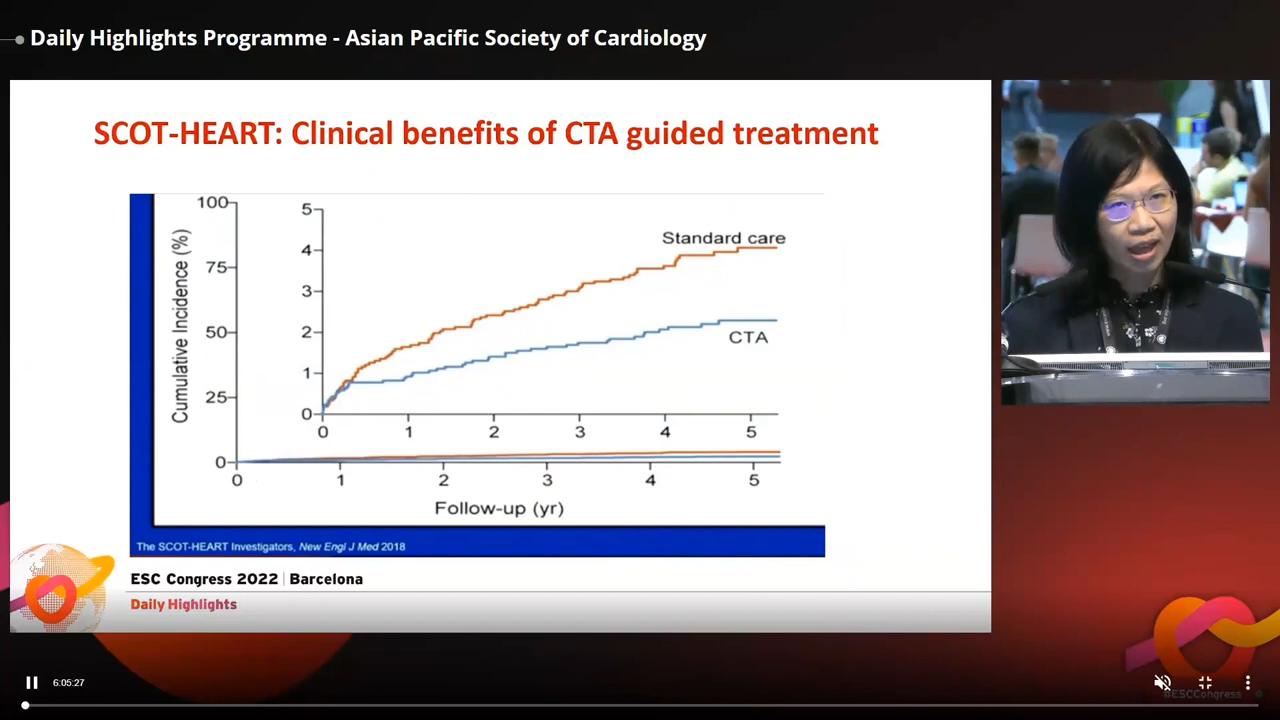 Daily Highlights Programme - Asian Pacific Society of Cardiology
SCOT-HEART: Clinical benefits of CTA guided treatment
Cumulative Incidence (%)
100
75
50
25
0
5
4
3
2
1
0
Standard care
CTA
0 1 2 3 4 5
0 1 2 3 4 5
Follow-up (yr)
The SCOT-HEART Investigators, New Engl J Med 2018
ESC Congress 2022 | Barcelona
Daily Highlights
6:05:27
#ESCCongress